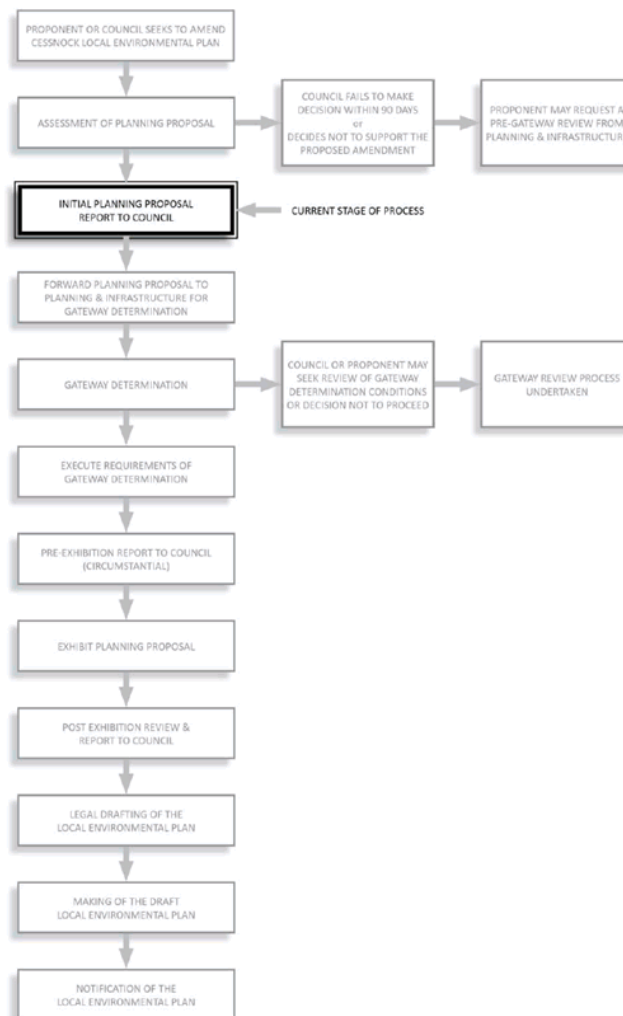 PROPONENT OR COUNCIL SEEKS TO AMEND
CESSNOCK LOCAL ENVIRONMENTAL PLAN
ASSESSMENT OF PLANNING PROPOSAL
COUNCIL FAILS TO MAKE
DECISION WITHIN 90 DAYS
or
DECIDES NOT TO SUPPORT THE
PROPOSED AMENDMENT
PROPONENT MAY REQUEST A
PRE-GATEWAY REVIEW FROM
PLANNING & INFRASTRUCTURE
INITIAL PLANNING PROPOSAL
REPORT TO COUNCIL
CURRENT STAGE OF PROCESS
FORWARD PLANNING PROPOSAL TO
PLANNING & INFRASTRUCTURE FOR
GATEWAY DETERMINATION
GATEWAY DETERMINATION
COUNCIL OR PROPONENT MAY
SEEK REVIEW OF GATEWAY
DETERMINATION CONDITIONS
OR DECISION NOT TO PROCEED
GATEWAY REVIEW PROCESS
UNDERTAKEN
EXECUTE REQUIREMENTS OF
GATEWAY DETERMINATION
PRE-EXHIBITION REPORT TO COUNCIL
(CIRCUMSTANTIAL)
EXHIBIT PLANNING PROPOSAL
POST EXHIBITION REVIEW &
REPORT TO COUNCIL
LEGAL DRAFTING OF THE
LOCAL ENVIRONMENTAL PLAN
MAKING OF THE DRAFT
LOCAL ENVIRONMENTAL PLAN
NOTIFICATION OF THE
LOCAL ENVIRONMENTAL PLAN